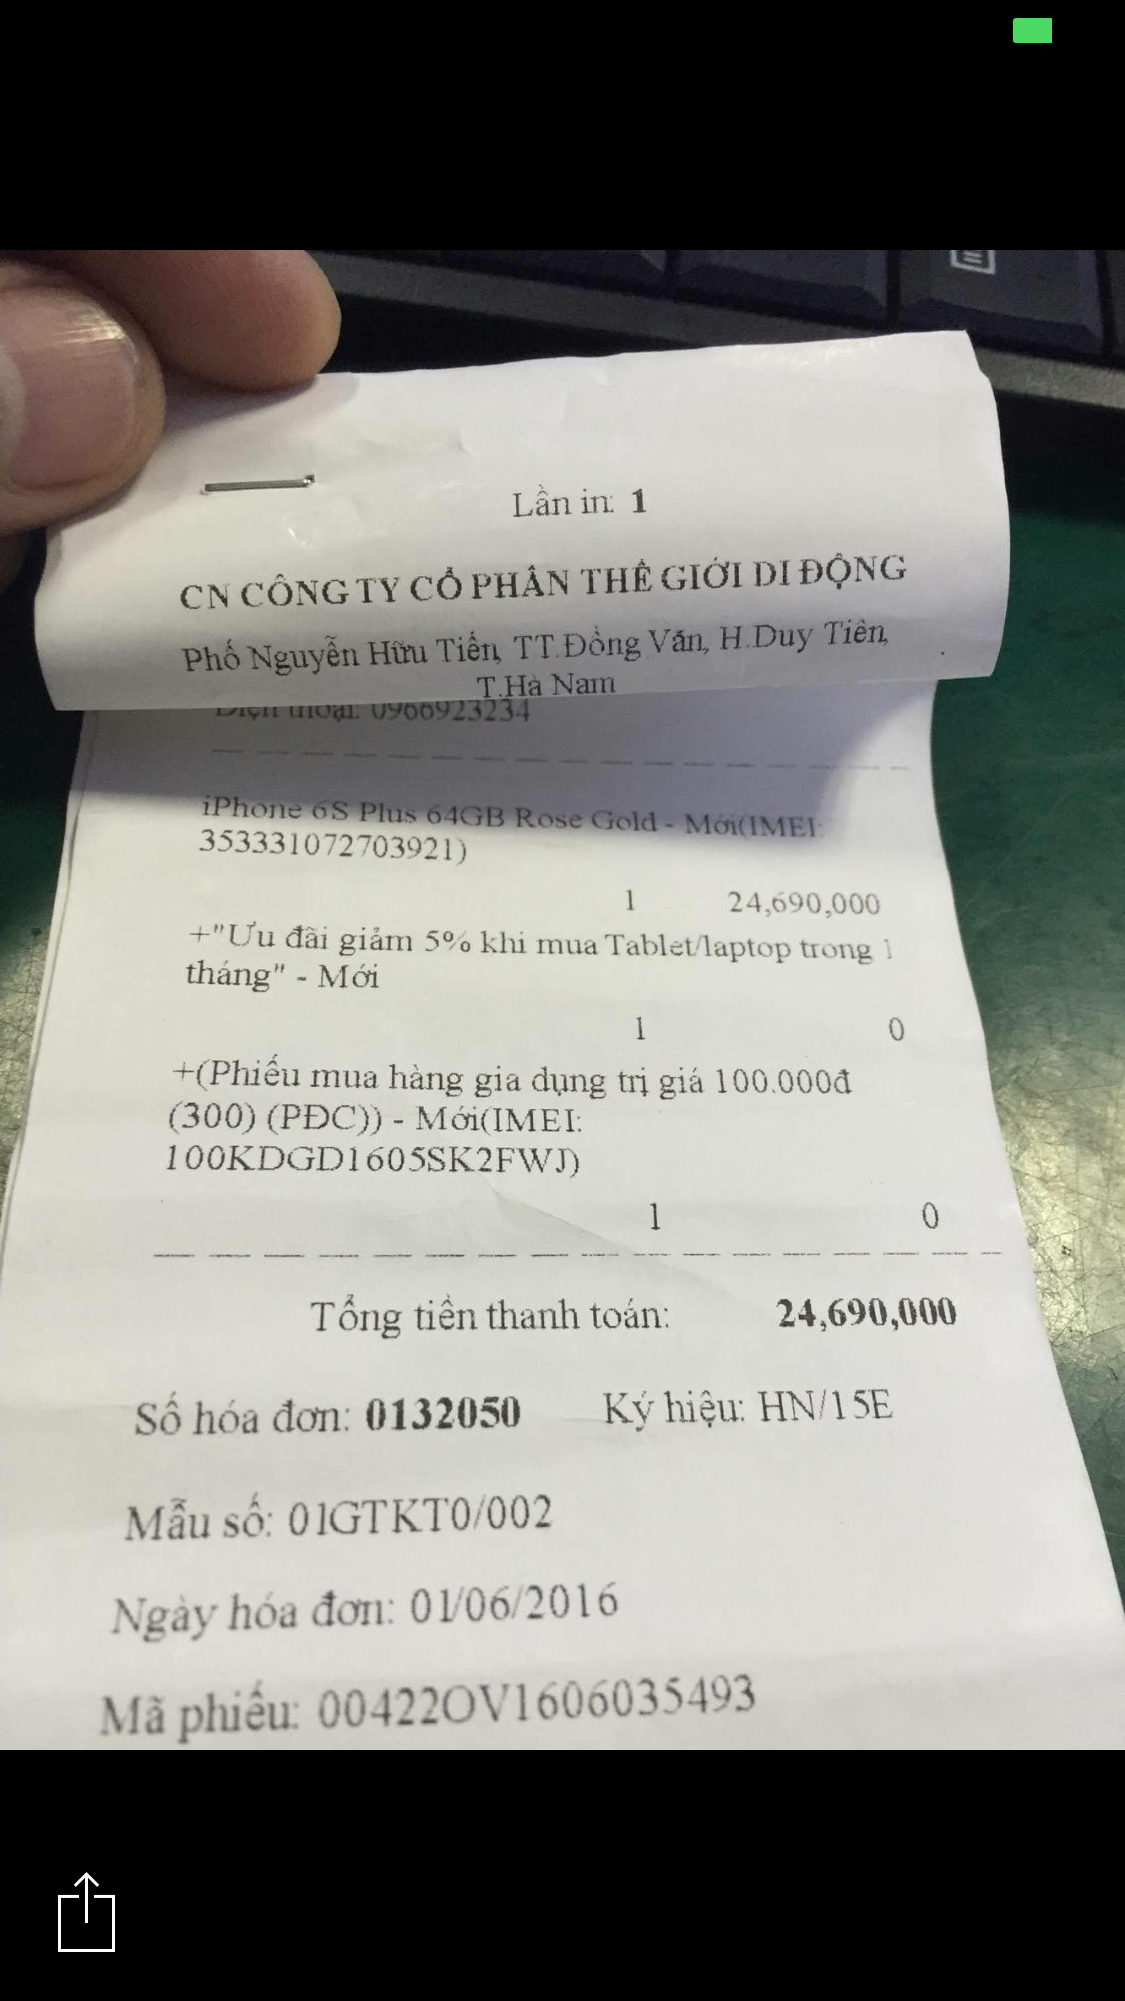 Lần in: 1
CN CÔNG TY CỔ PHẦN THẾ GIỚI DI ĐỘNG
Phố Nguyễn Hữu Tiến, TT.Đồng Văn, H.Duy Tiên,
T.Hà Nam
Điện thoại: 0966923234
iPhone 6S Plus 64GB Rose Gold - Mới(IMEI:
353331072703921)
1 24,690,000
+"Ưu đãi giảm 5% khi mua Tablet/laptop trong 1
tháng" - Mới
1 0
+(Phiếu mua hàng gia dụng trị giá 100.000đ
(300) (PĐC)) - Mới(IMEI:
100KDGD1605SK2FWJ)
1 0
Tổng tiền thanh toán: 24,690,000
Số hóa đơn: 0132050 Ký hiệu: HN/15E
Mẫu số: 01GTKT0/002
Ngày hóa đơn: 01/06/2016
Mã phiếu: 00422OV1606035493